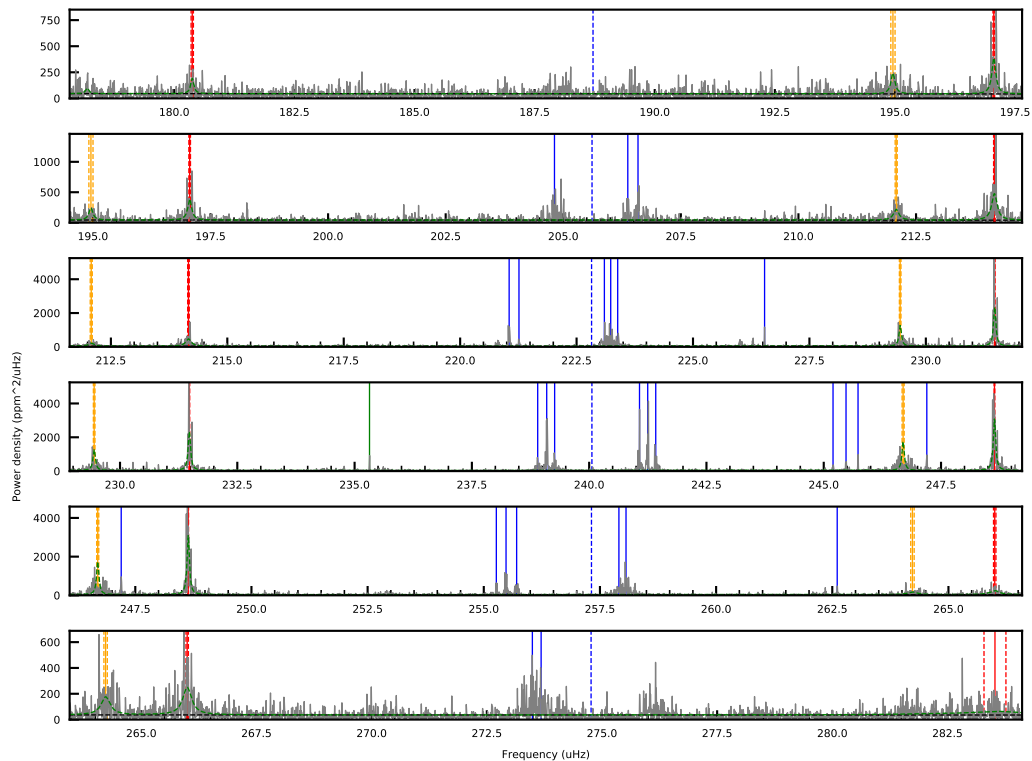 750
500
250
0
180.0 182.5 185.0 187.5 190.0 192.5 195.0 197.5
1000
500
0
195.0 197.5 200.0 202.5 205.0 207.5 210.0 212.5
4000
2000
0
212.5 215.0 217.5 220.0 222.5 225.0 227.5 230.0
Power density (ppm^2/uHz)
4000
2000
0
230.0 232.5 235.0 237.5 240.0 242.5 245.0 247.5
4000
2000
0
247.5 250.0 252.5 255.0 257.5 260.0 262.5 265.0
600
400
200
0
265.0 267.5 270.0 272.5 275.0 277.5 280.0 282.5
Frequency (uHz)